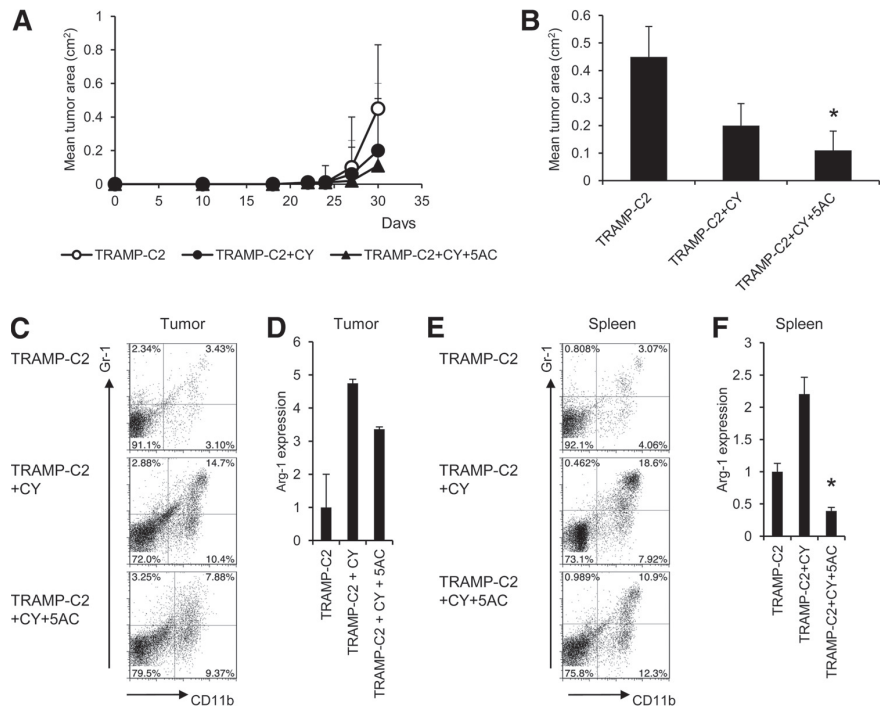 A
Mean tumor area (cm²)
1
0.8
0.6
0.4
0.2
0
0 5 10 15 20 25 30 35
Days
TRAMP-C2 TRAMP-C2+CY TRAMP-C2+CY+5AC
B
Mean tumor area (cm²)
0.6
0.5
0.4
0.3
0.2
0.1
0
*
TRAMP-C2
TRAMP-C2+CY
TRAMP-C2+CY+5AC
C
Tumor
TRAMP-C2
Gr-1
2.34% 3.43%
91.1% 3.10%
TRAMP-C2
+CY
2.88% 14.7%
72.0% 10.4%
TRAMP-C2
+CY+5AC
3.25% 7.88%
79.5% 9.37%
CD11b
D
Tumor
Arg-1 expression
6
5
4
3
2
1
0
TRAMP-C2
TRAMP-C2 + CY
TRAMP-C2 + CY + 5AC
E
Spleen
TRAMP-C2
Gr-1
0.808% 3.07%
92.1% 4.06%
TRAMP-C2
+CY
0.462% 18.6%
73.1% 7.92%
TRAMP-C2
+CY+5AC
0.989% 10.9%
75.8% 12.3%
CD11b
F
Spleen
Arg-1 expression
3
2.5
2
1.5
1
0.5
0
*
TRAMP-C2
TRAMP-C2+CY
TRAMP-C2+CY+5AC